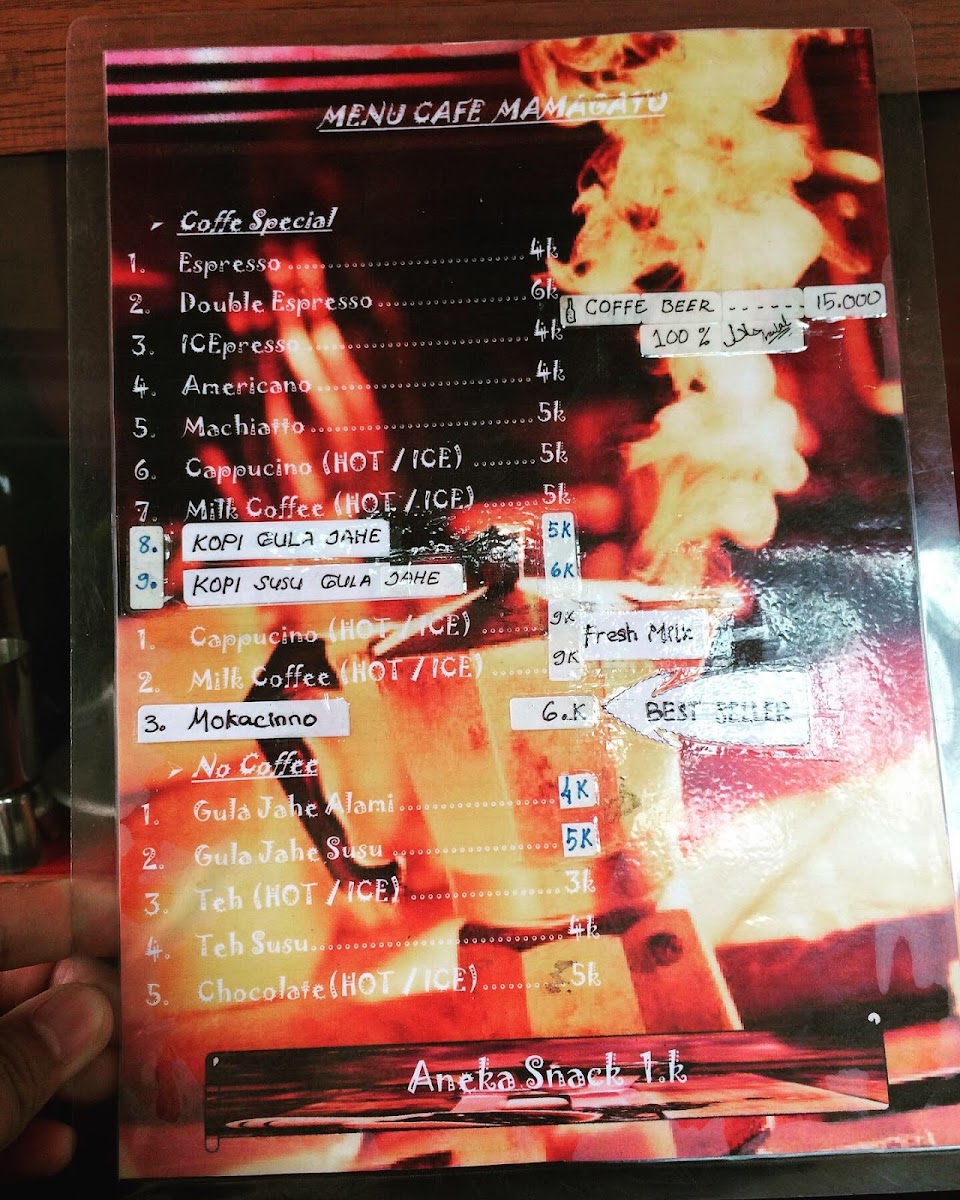 MENU CAFE MAMAGATU
➢ Coffe Special
1. Espresso ........ 4k
2. Double Espresso ........ 6k
COFFE BEER ------ 15.000
100 % حلال halal
3. ICEpresso ........ 4k
4. Americano ........ 4k
5. Machiatto ........ 5k
6. Cappucino (HOT / ICE) ........ 5k
7. Milk Coffee (HOT / ICE) ........ 5k
8. KOPI GULA JAHE 5K
9. KOPI SUSU GULA JAHE 6K
1. Cappucino (HOT / ICE) ........ 9K
Fresh Milk
2. Milk Coffee (HOT / ICE) ........ 9K
3. Mokacinno 6.K BEST SELLER
➢ No Coffee
1. Gula Jahe Alami ........ 4K
2. Gula Jahe Susu ........ 5K
3. Teh (HOT / ICE) ........ 3k
4. Teh Susu ........ 4k
5. Chocolate (HOT / ICE) ........ 5k
Aneka Snack 1.k